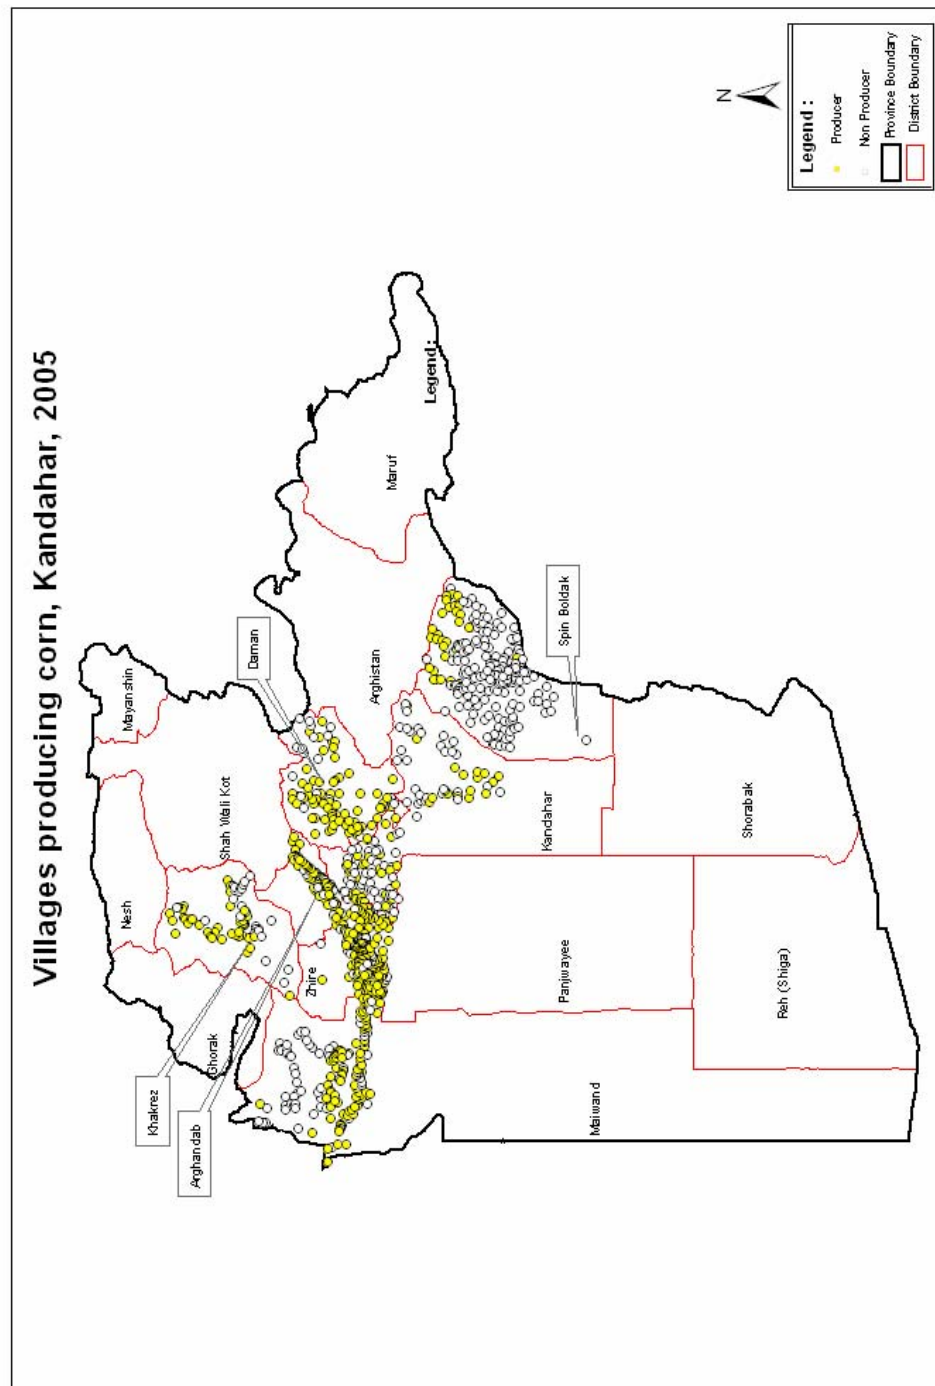 Villages producing corn, Kandahar, 2005
Mayanshin
Nesh
Shah Wali Kot
Daman
Khakrez
Ghorak
Arghandab
Zhire
Arghistan
Maruf
Legend :
Spin Boldak
Kandahar
Panjwayee
Maiwand
Shorabak
Reh (Shiga)
N
Legend :
Producer
Non Producer
Province Boundary
District Boundary